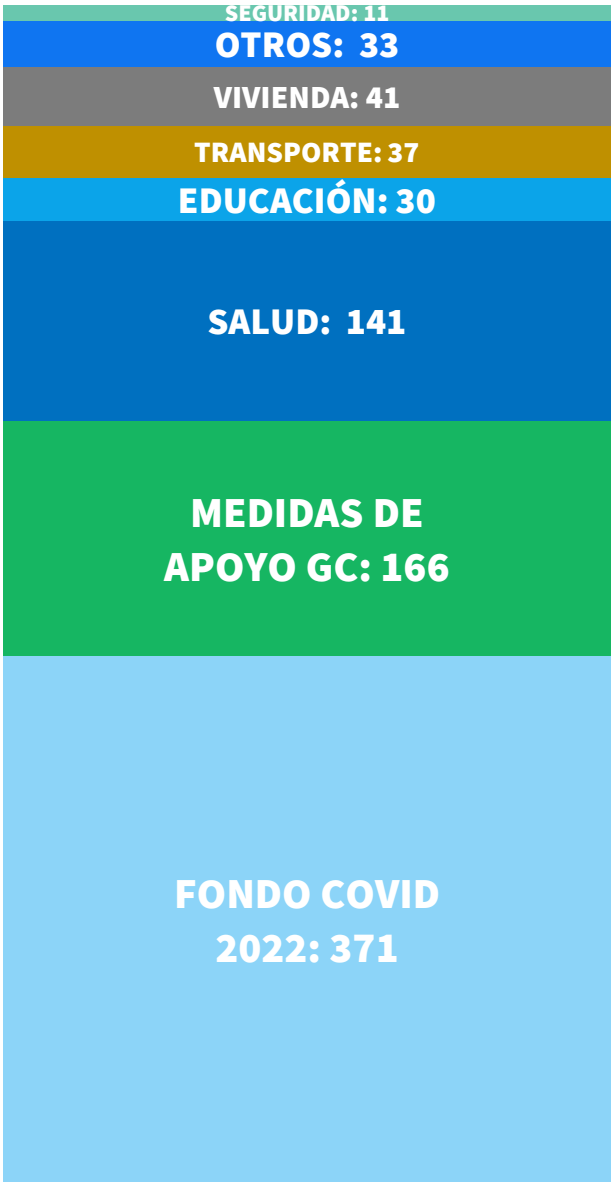 SEGURIDAD: 11
OTROS:  33
VIVIENDA: 41
TRANSPORTE: 37
EDUCACIÓN: 30
SALUD:  141
MEDIDAS DE
APOYO GC: 166
FONDO COVID
2022: 371